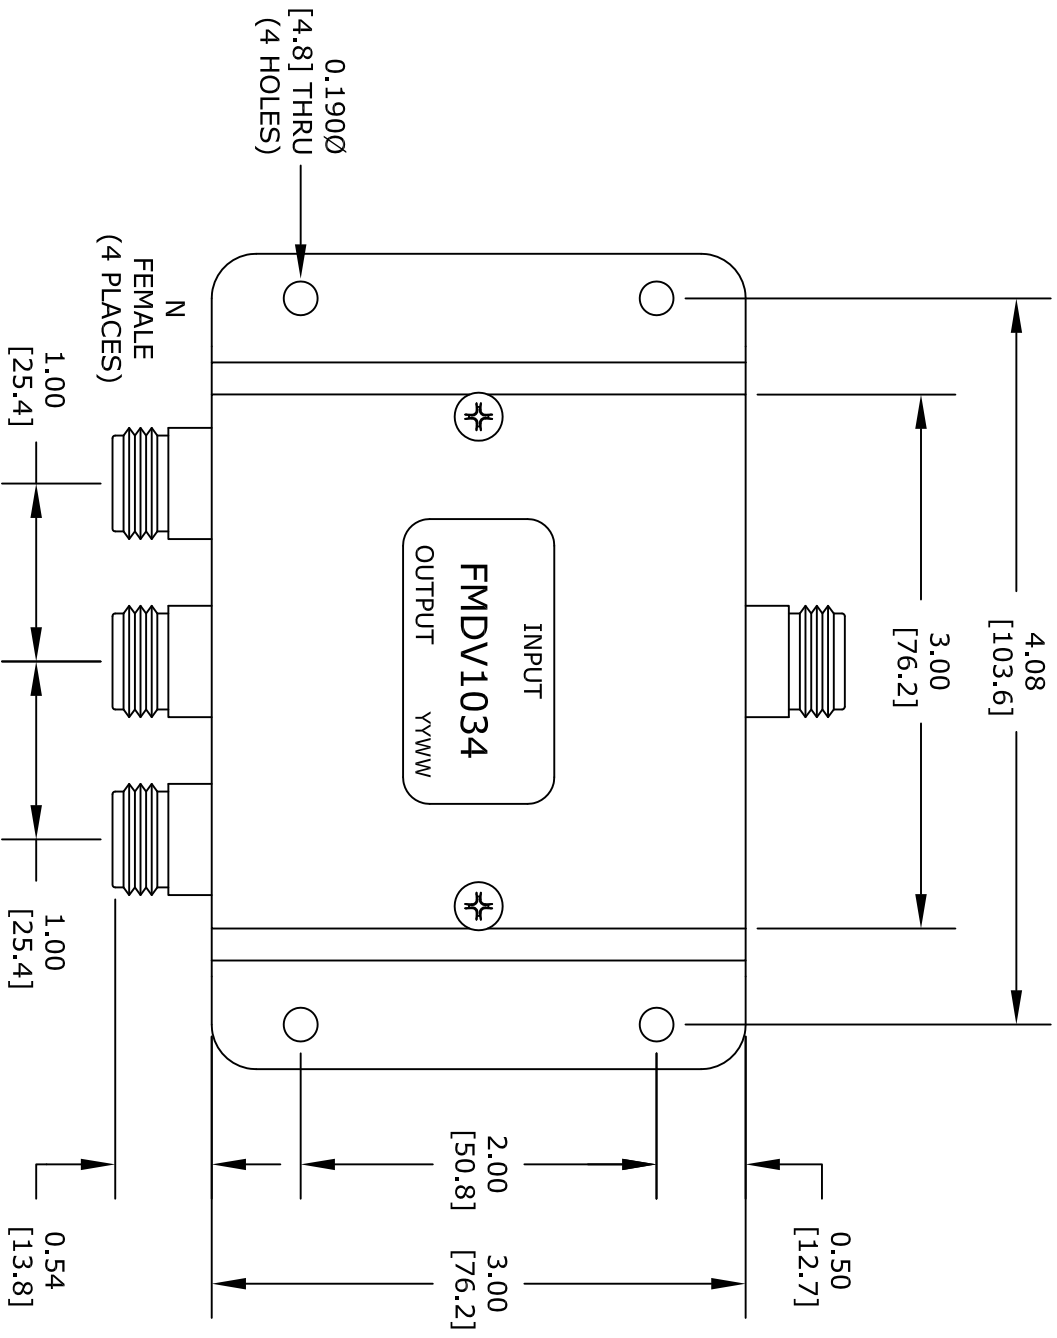 0.190Ø
[4.8] THRU
(4 HOLES)
4.08
[103.6]
3.00
[76.2]
INPUT
FMDV1034
OUTPUT YYWW
N
FEMALE
(4 PLACES)
1.00
[25.4]
1.00
[25.4]
0.50
[12.7]
2.00
[50.8]
3.00
[76.2]
0.54
[13.8]